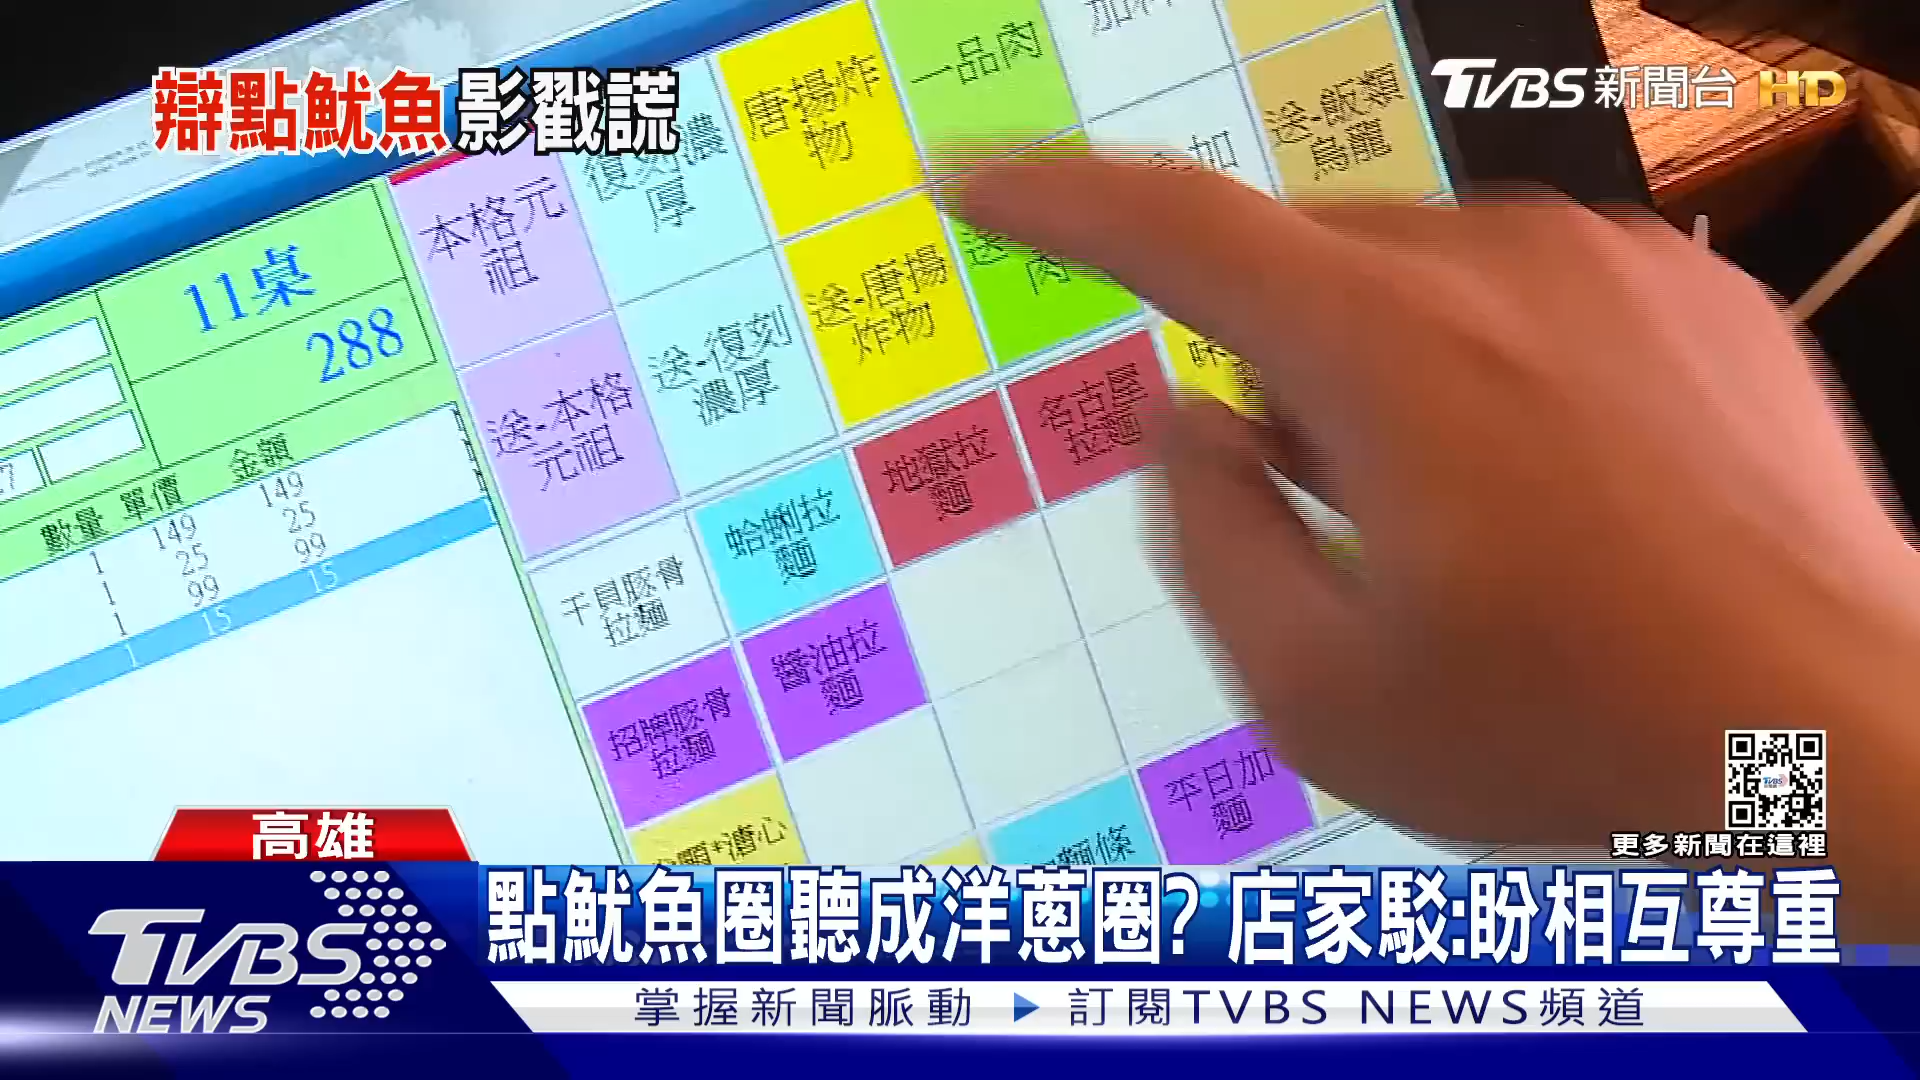 辯點魷魚 影戳謊
TVBS新聞台 HD
11桌
288
數量 單價 金額
1 149 149
1 25 25
1 99 99
1 15 15
本格元祖
復刻濃厚
唐揚炸物
一品肉
送-飯類烏龍
送-本格元祖
送-復刻濃厚
送-唐揚炸物
干貝豚骨拉麵
蛤蜊拉麵
地獄拉麵
名古屋拉麵
招牌豚骨拉麵
醬油拉麵
平日加麵
更多新聞在這裡
高雄
點魷魚圈聽成洋蔥圈? 店家駁:盼相互尊重
TVBS NEWS
掌握新聞脈動 ▶ 訂閱TVBS NEWS頻道